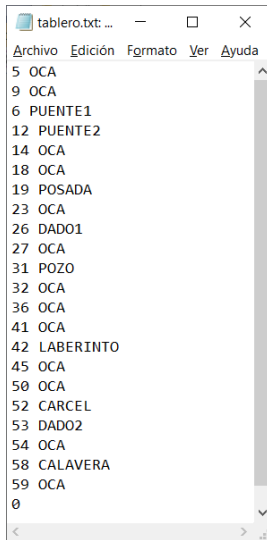 tablero.txt: ...
Archivo Edición Formato Ver Ayuda
5 OCA
9 OCA
6 PUENTE1
12 PUENTE2
14 OCA
18 OCA
19 POSADA
23 OCA
26 DADO1
27 OCA
31 POZO
32 OCA
36 OCA
41 OCA
42 LABERINTO
45 OCA
50 OCA
52 CARCEL
53 DADO2
54 OCA
58 CALAVERA
59 OCA
0